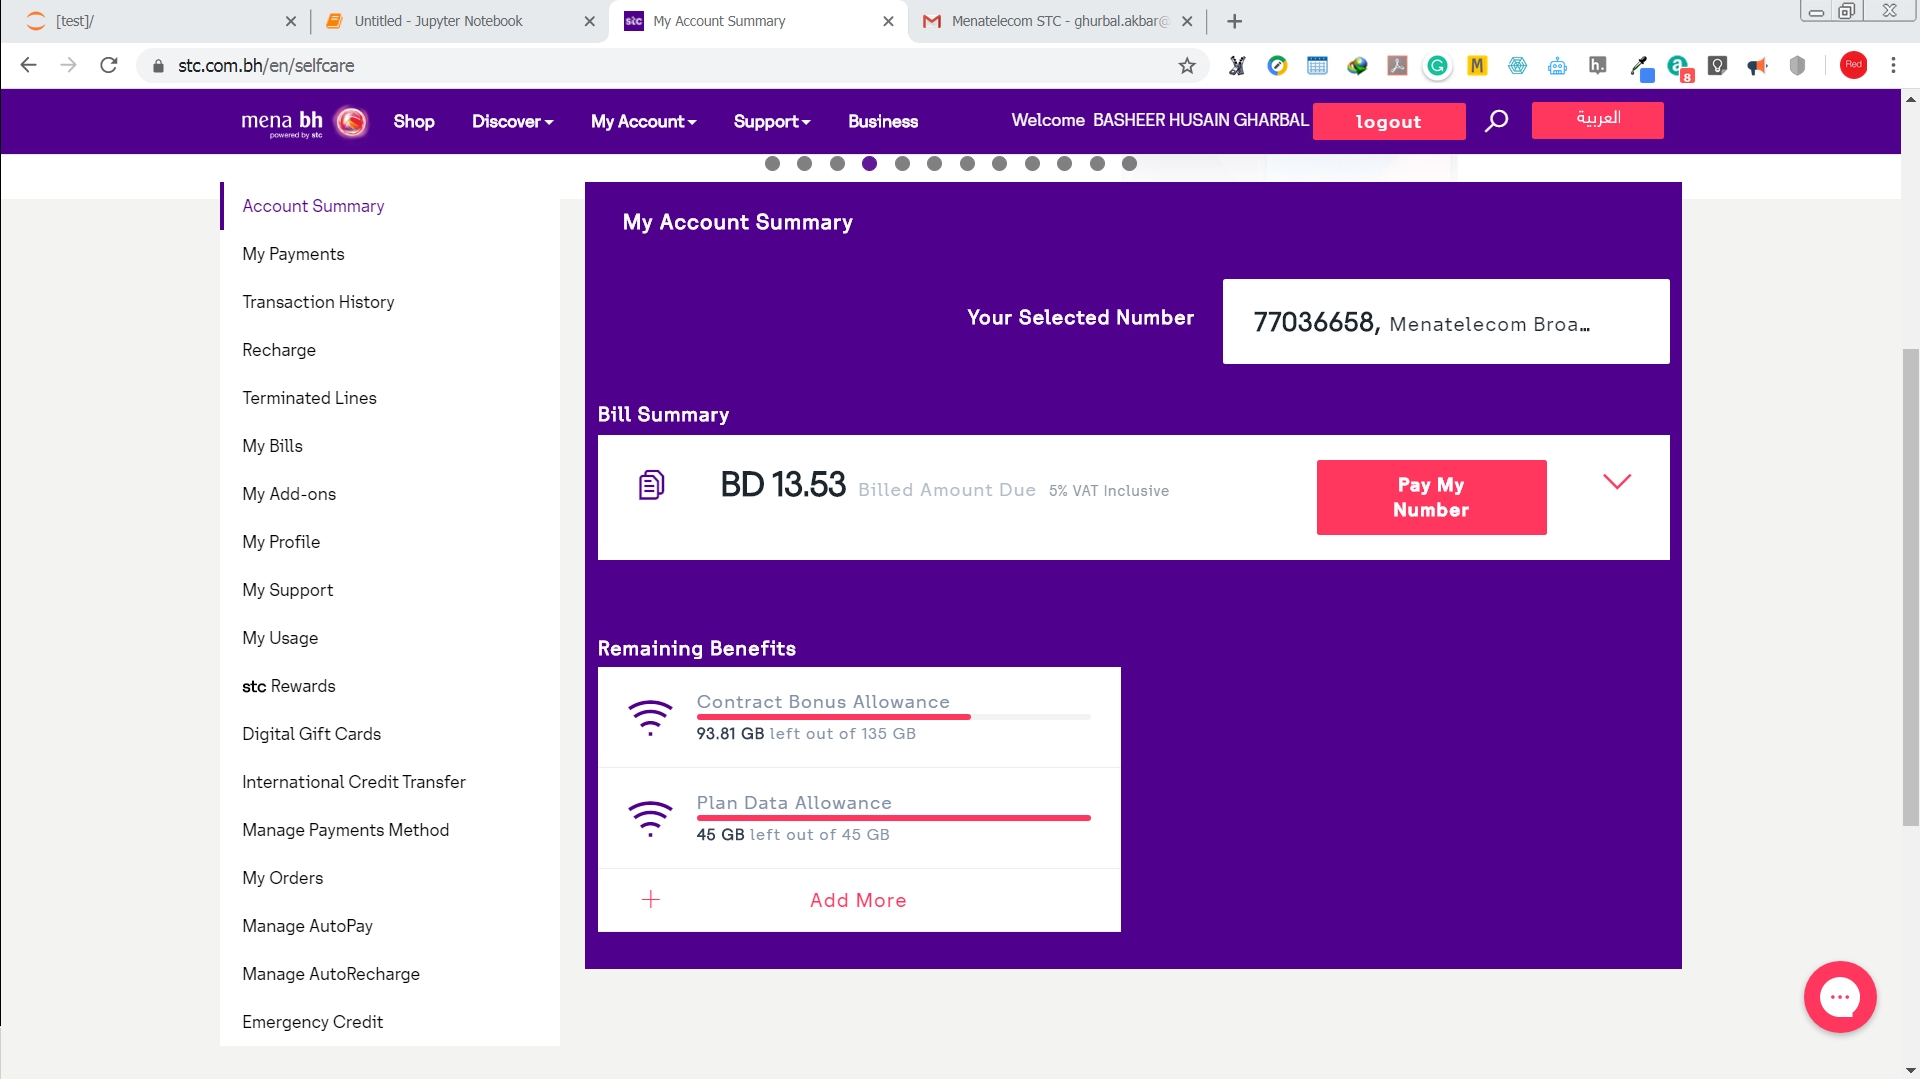 [test]/
Untitled - Jupyter Notebook
stc My Account Summary
Menatelecom STC - ghurbal.akbar@
stc.com.bh/en/selfcare
M
h.
8
Red
mena bh
powered by stc
Shop
Discover
My Account
Support
Business
Welcome BASHEER HUSAIN GHARBAL
logout
العربية
Account Summary
My Payments
Transaction History
Recharge
Terminated Lines
My Bills
My Add-ons
My Profile
My Support
My Usage
stc Rewards
Digital Gift Cards
International Credit Transfer
Manage Payments Method
My Orders
Manage AutoPay
Manage AutoRecharge
Emergency Credit
My Account Summary
Your Selected Number
77036658, Menatelecom Broa...
Bill Summary
BD 13.53 Billed Amount Due 5% VAT Inclusive
Pay My
Number
Remaining Benefits
Contract Bonus Allowance
93.81 GB left out of 135 GB
Plan Data Allowance
45 GB left out of 45 GB
Add More